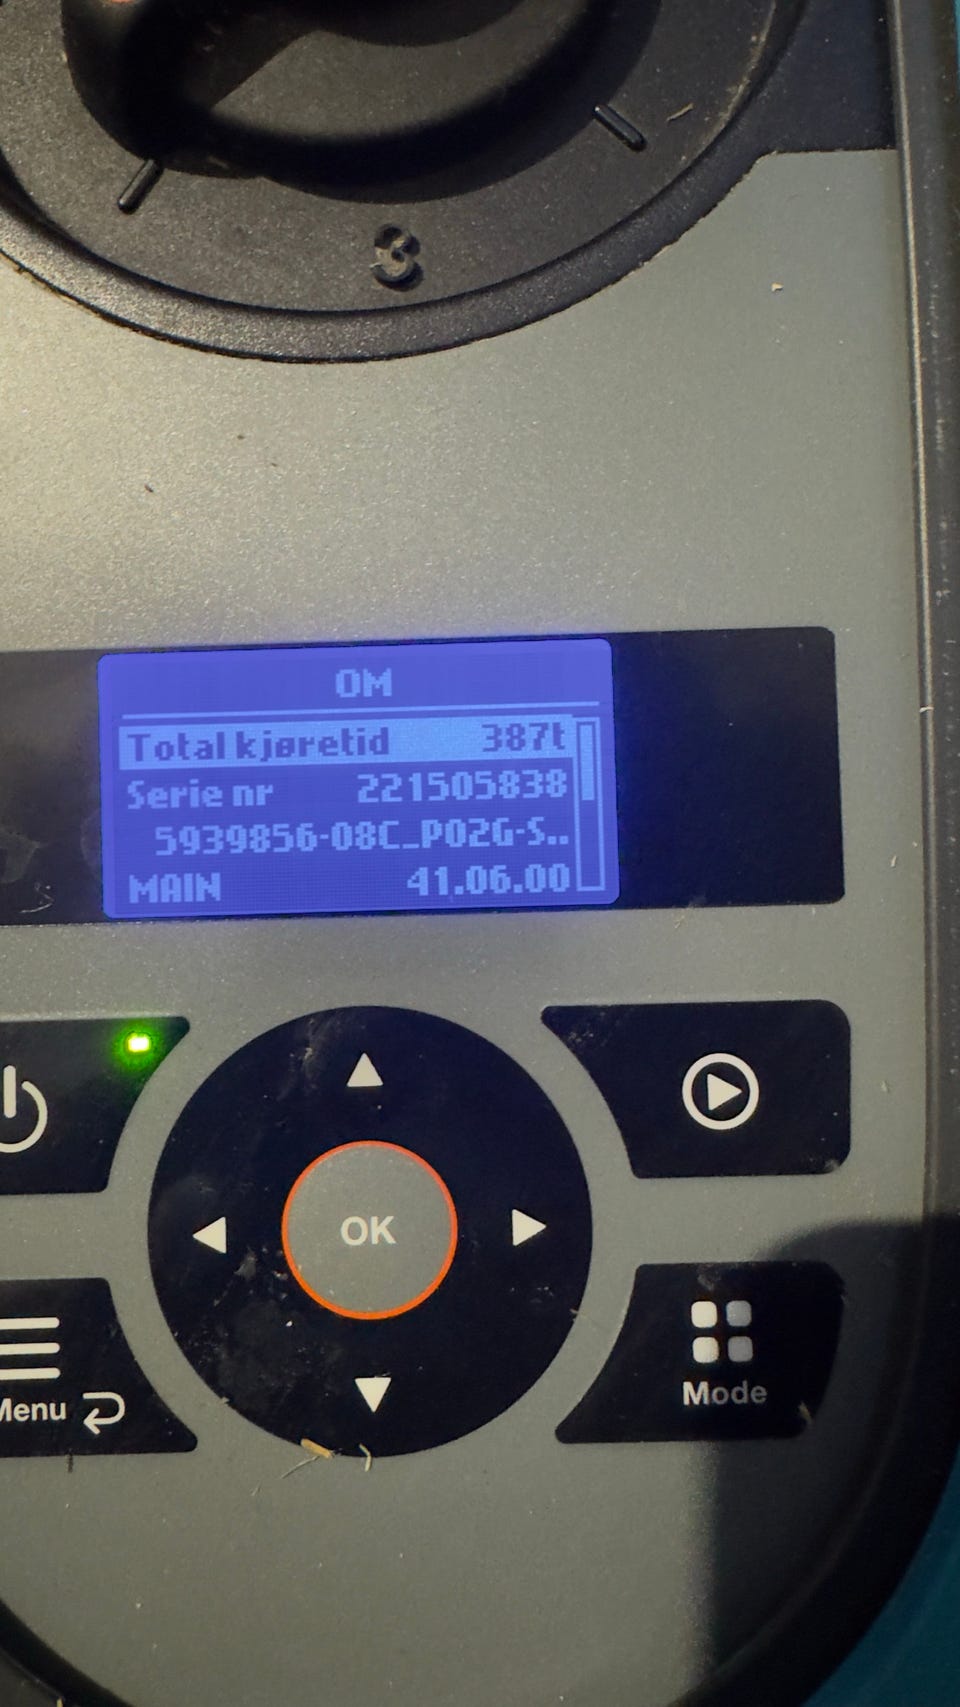 3
OM
Total kjøretid 387t
Serie nr 221505838
5939856-08C_P02G-S..
MAIN 41.06.00
OK
Menu
Mode